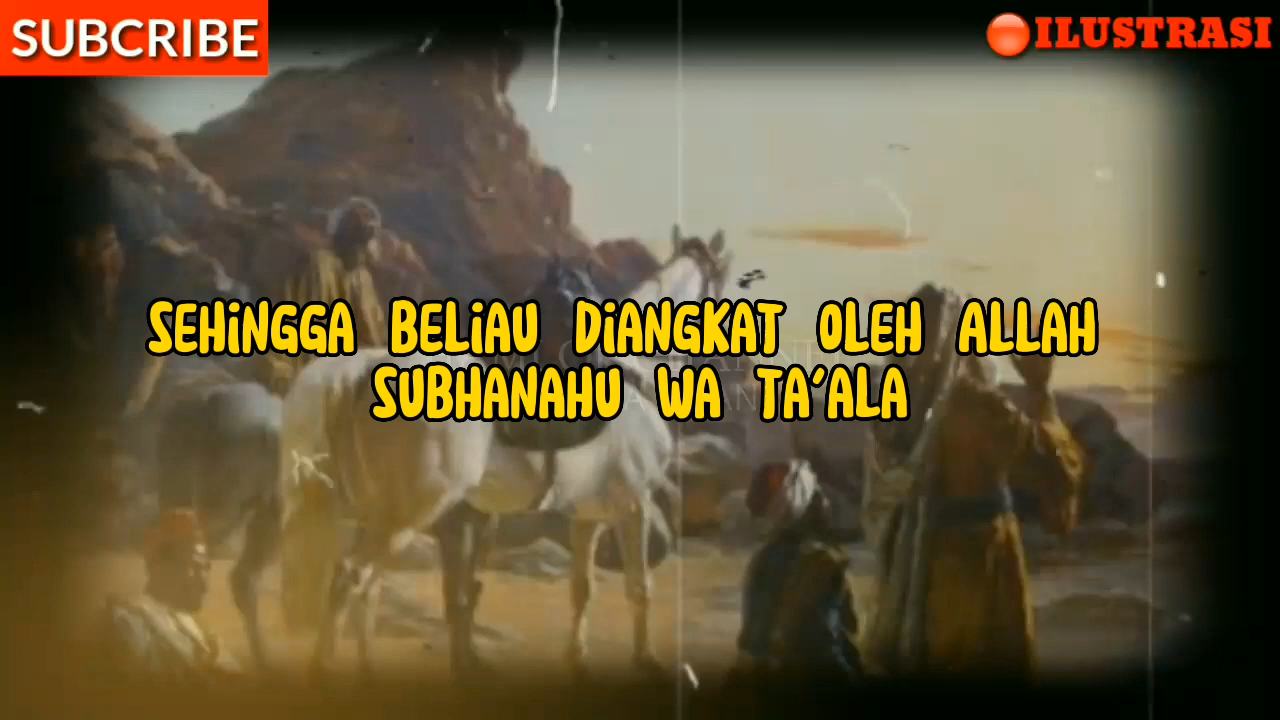 SUBCRIBE
ILUSTRASI
SEHINGGA BELIAU DIANGKAT OLEH ALLAH
SUBHANAHU WA TA'ALA